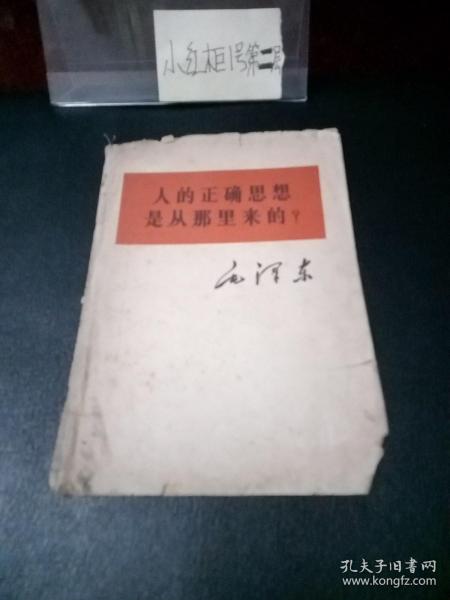 小红柜1号第二层
人的正确思想
是从那里来的?
毛泽东
孔夫子旧书网
www.kongfz.com